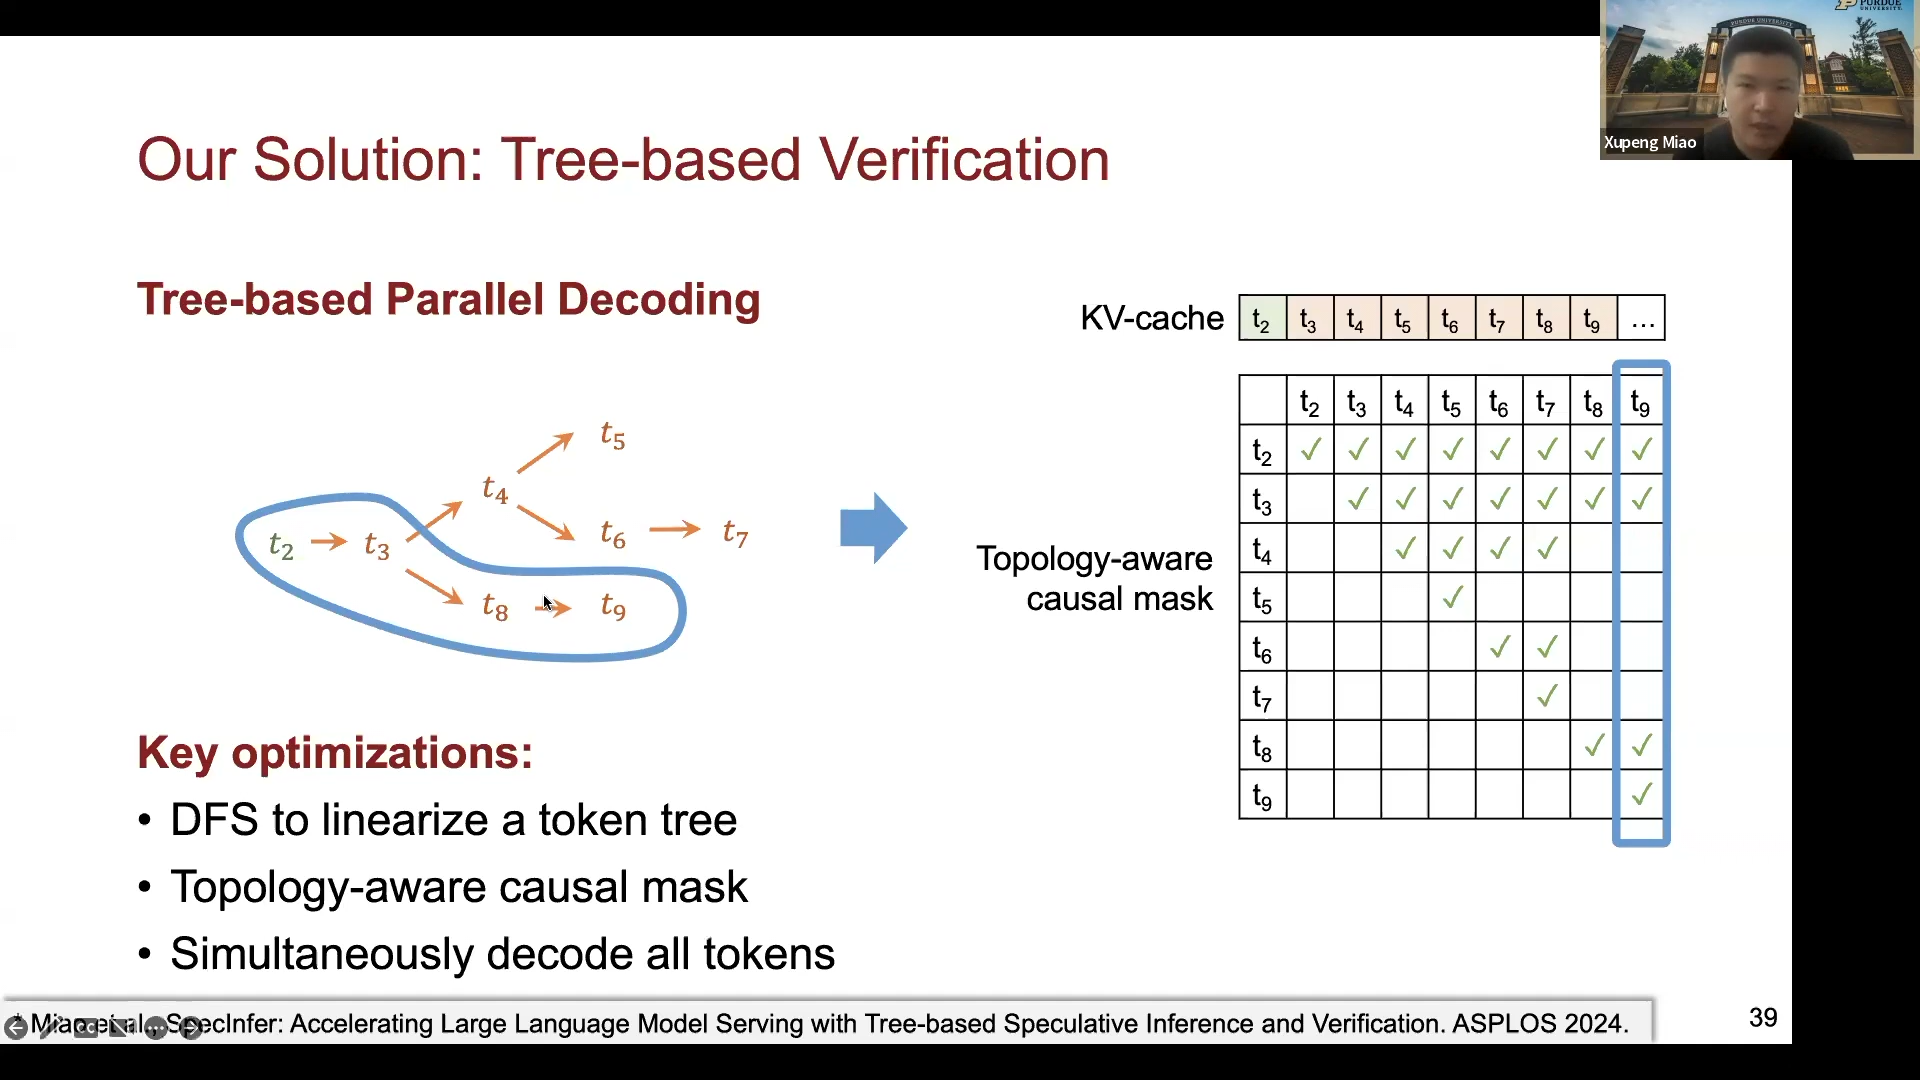 PURDUE
UNIVERSITY
PURDUE UNIVERSITY
Xupeng Miao
Our Solution: Tree-based Verification
Tree-based Parallel Decoding
KV-cache t2 t3 t4 t5 t6 t7 t8 t9 ...
t2 t3 t4 t5 t6 t7 t8 t9
t2 ✓ ✓ ✓ ✓ ✓ ✓ ✓ ✓
t3 ✓ ✓ ✓ ✓ ✓ ✓ ✓
t4 ✓ ✓ ✓ ✓
t5 ✓
t6 ✓ ✓
t7 ✓
t8 ✓ ✓
t9 ✓
Topology-aware
causal mask
t5
t4
t6 t7
t2 t3
t8 t9
Key optimizations:
• DFS to linearize a token tree
• Topology-aware causal mask
• Simultaneously decode all tokens
* Miao et al., SpecInfer: Accelerating Large Language Model Serving with Tree-based Speculative Inference and Verification. ASPLOS 2024.
39